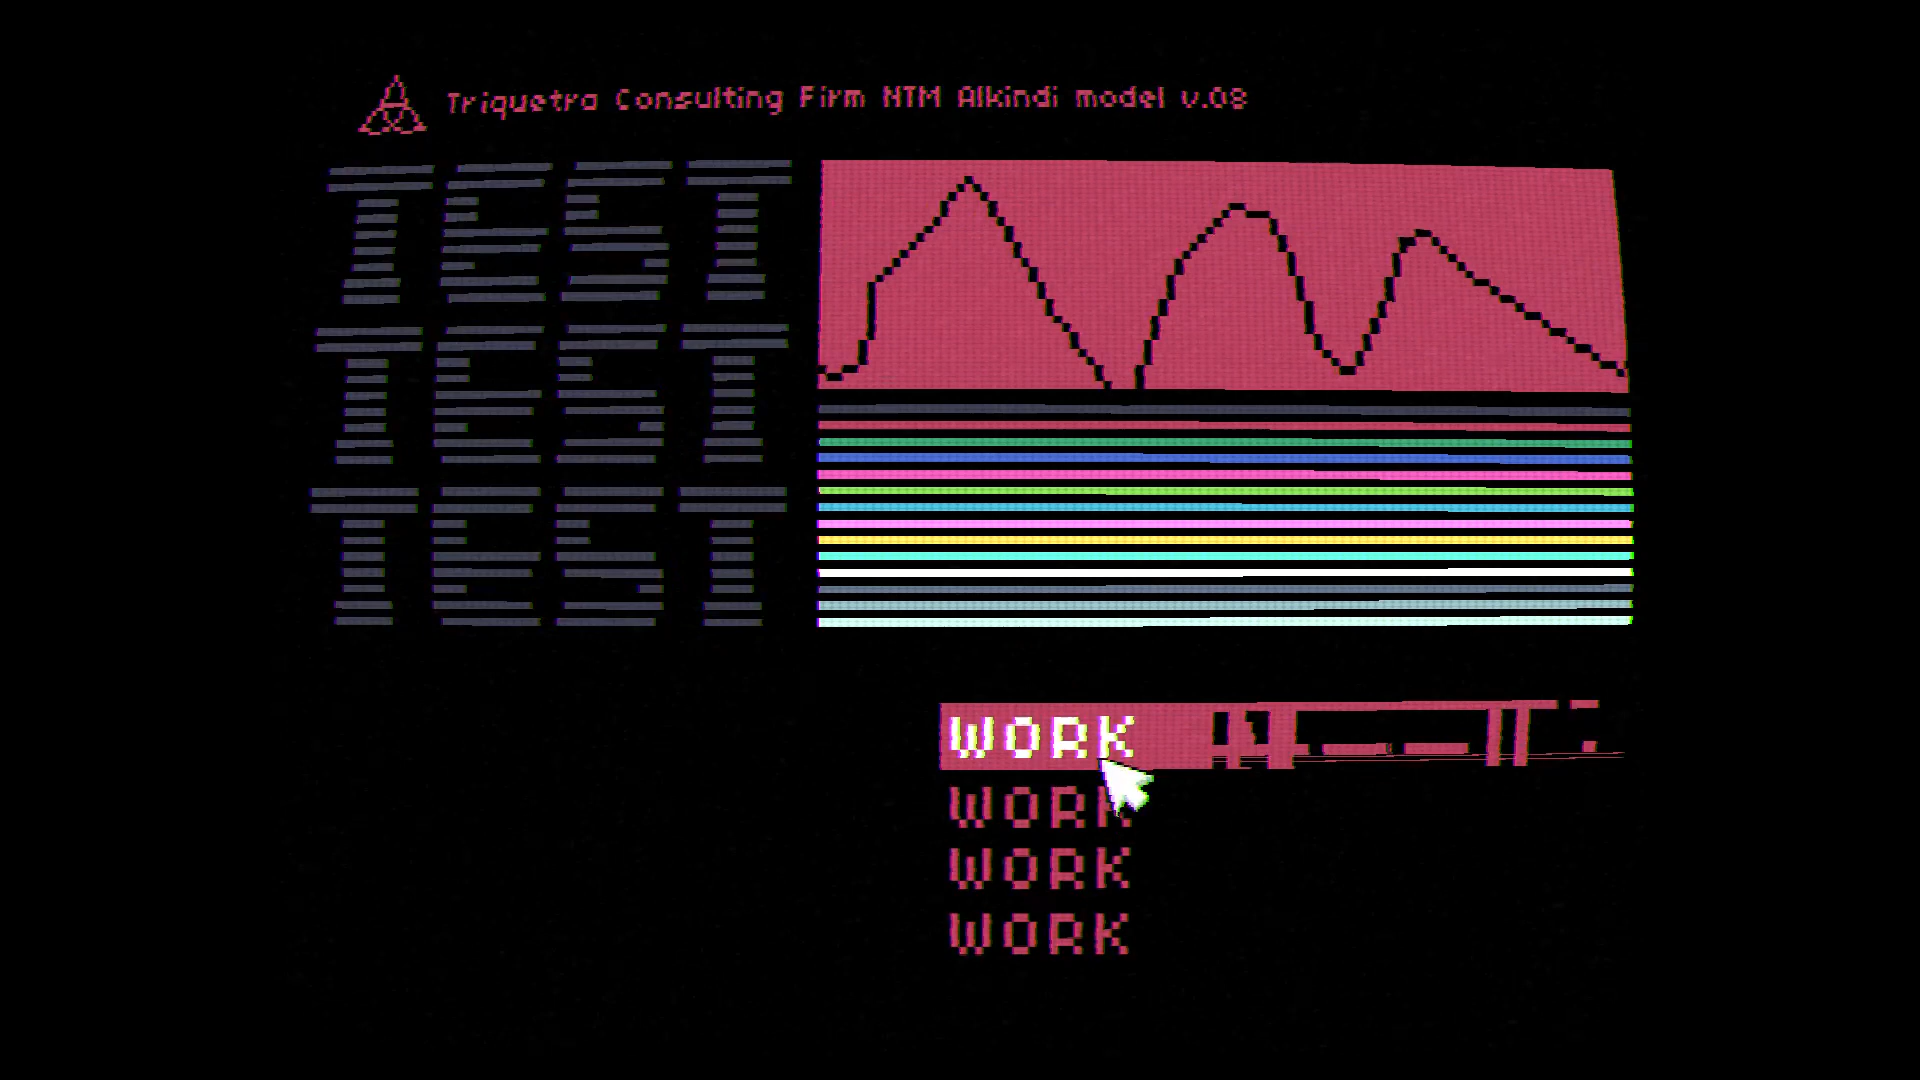 Triquetra Consulting Firm NTM Alkindi model v.08
TEST
TEST
TEST
WORK
WORK
WORK
WORK